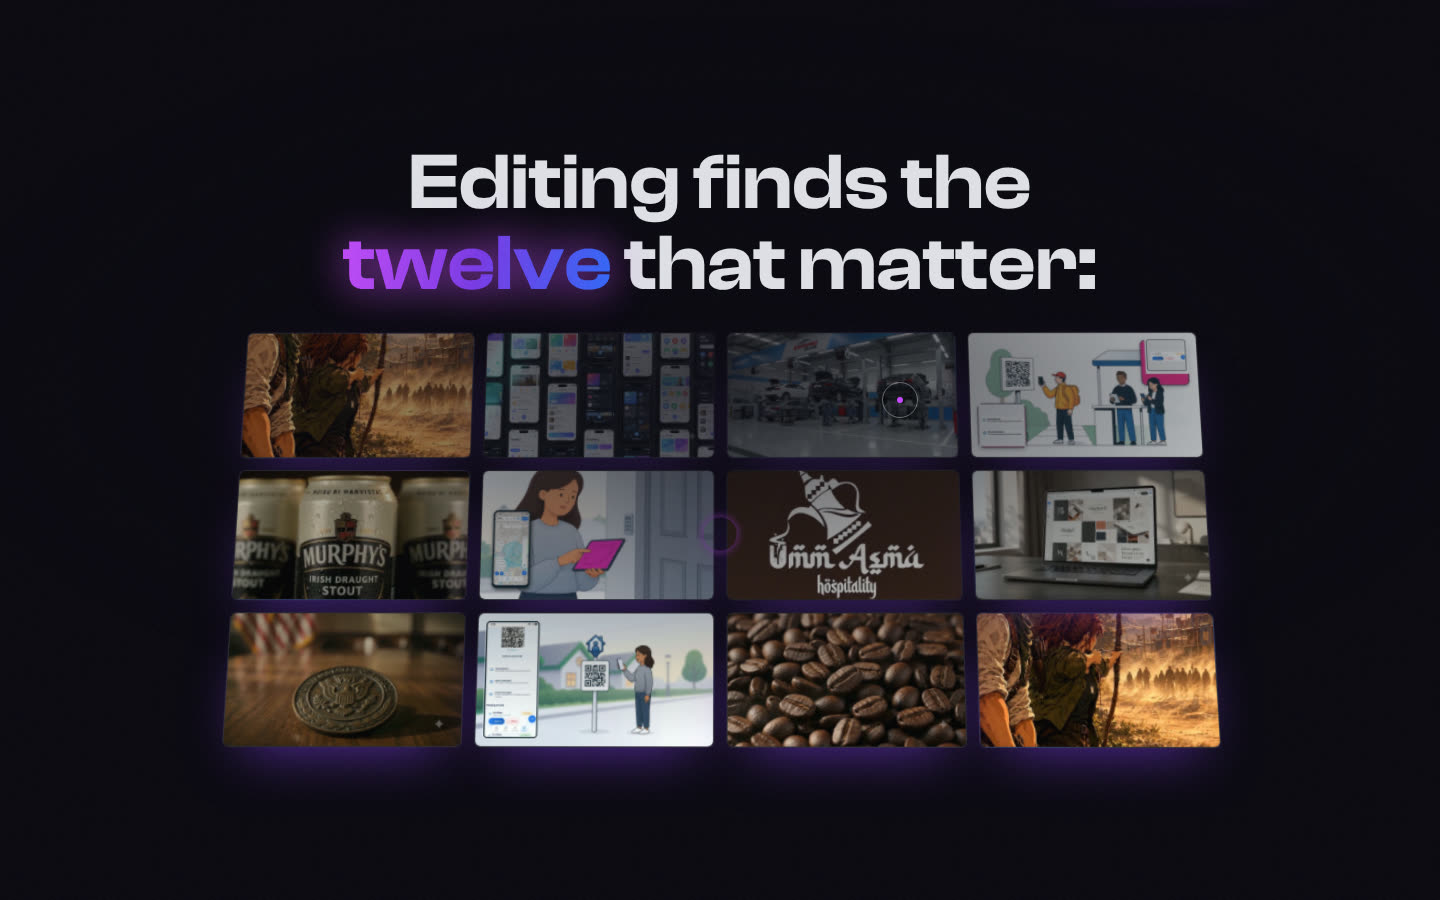 Editing finds the
twelve that matter:
MURPHY'S
IRISH DRAUGHT
STOUT
Umm Asma
hospitality